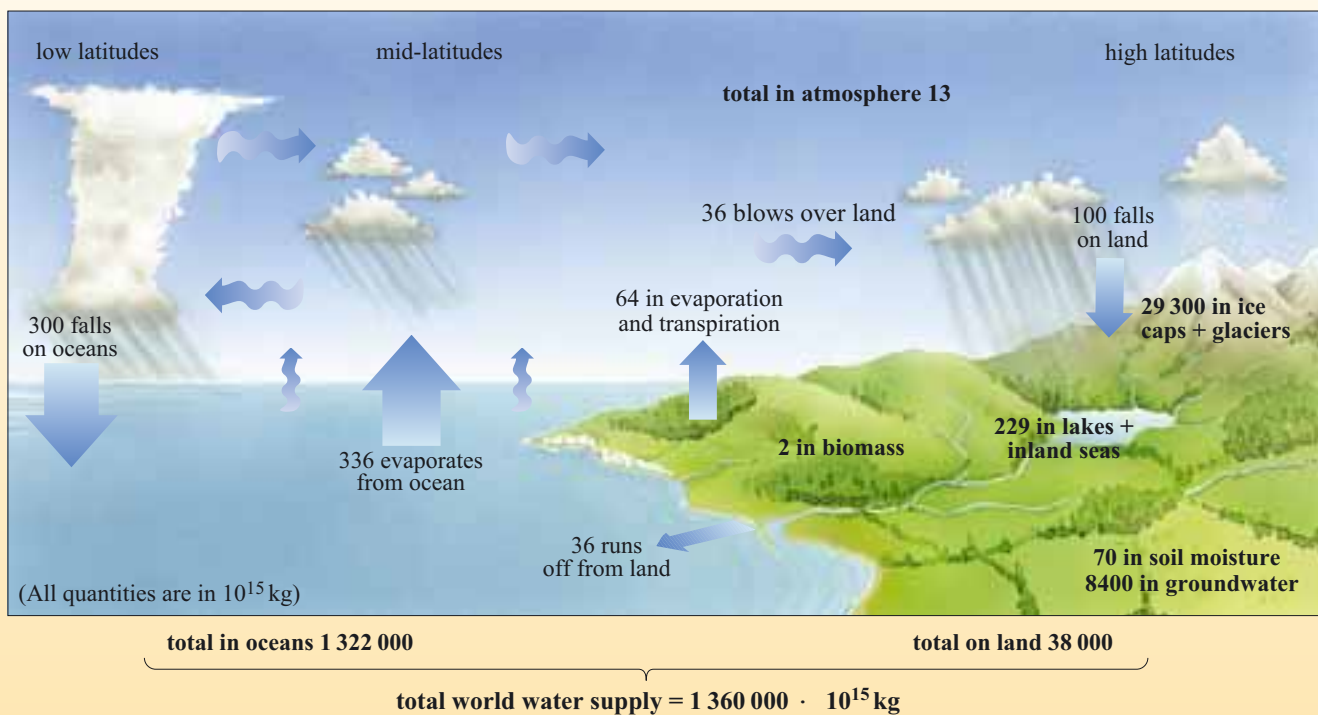 low latitudes
mid-latitudes
high latitudes
total in atmosphere 13
36 blows over land
100 falls
on land
64 in evaporation
and transpiration
29 300 in ice
caps + glaciers
300 falls
on oceans
336 evaporates
from ocean
2 in biomass
229 in lakes +
inland seas
36 runs
off from land
70 in soil moisture
8400 in groundwater
(All quantities are in 10¹⁵ kg)
total in oceans 1 322 000
total on land 38 000
total world water supply = 1 360 000 · 10¹⁵ kg